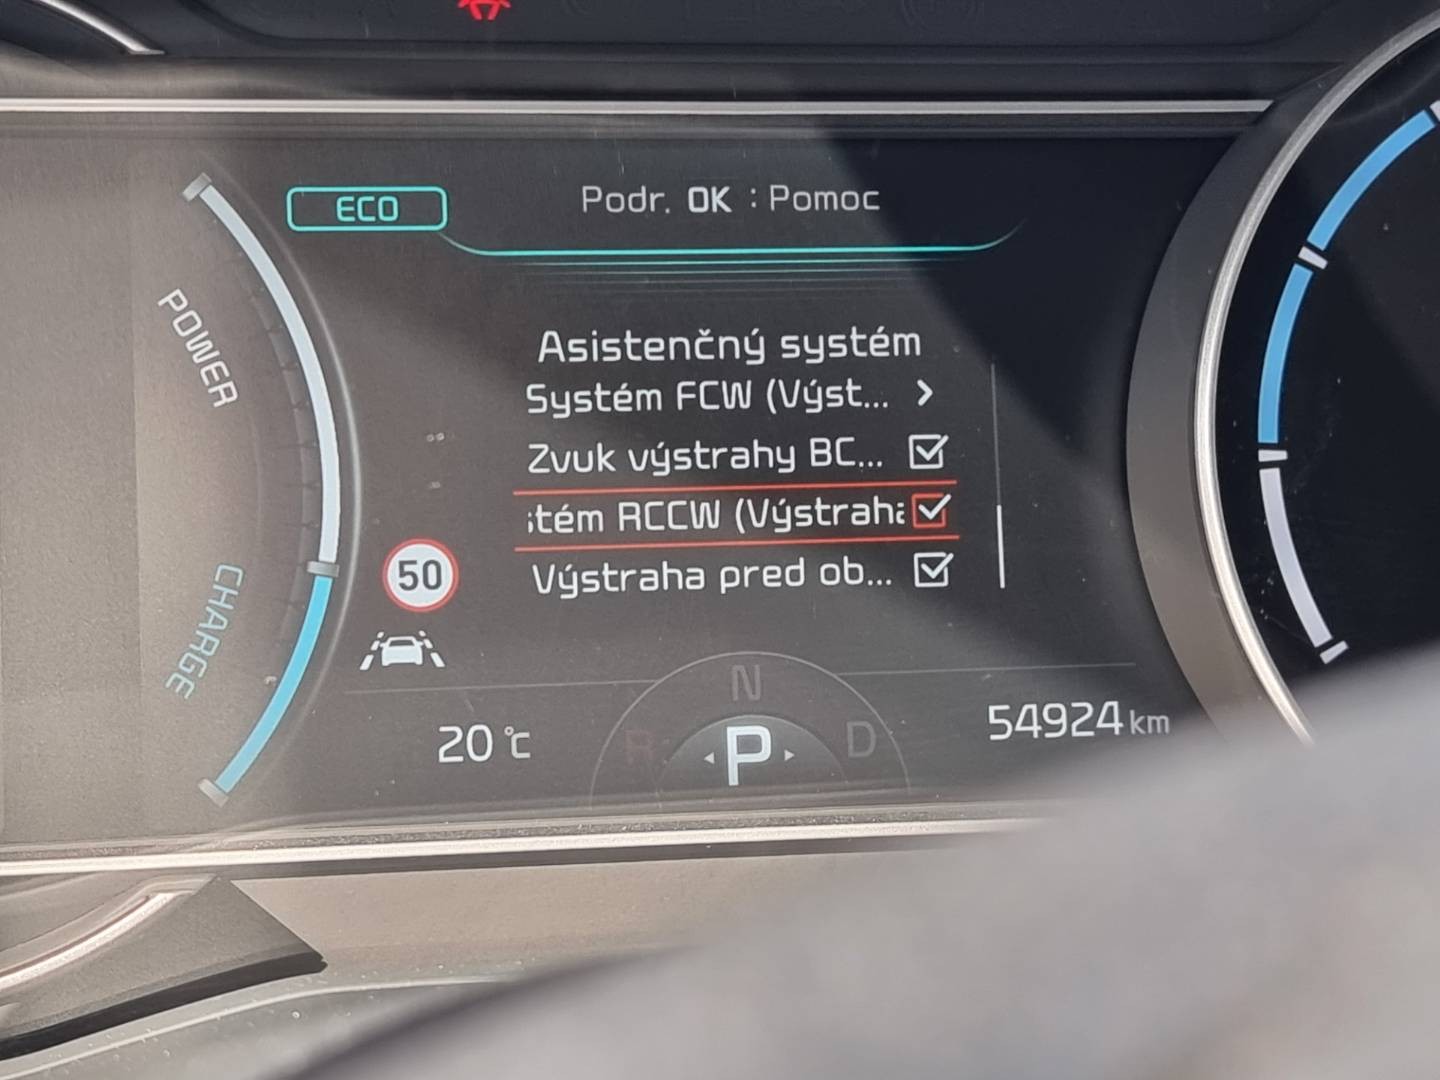 ECO
Podr. OK : Pomoc
POWER
Asistenčný systém
Systém FCW (Výst... >
Zvuk výstrahy BC...
tém RCCW (Výstraha
Výstraha pred ob...
50
CHARGE
N
R
P
D
20 °C
54924 km